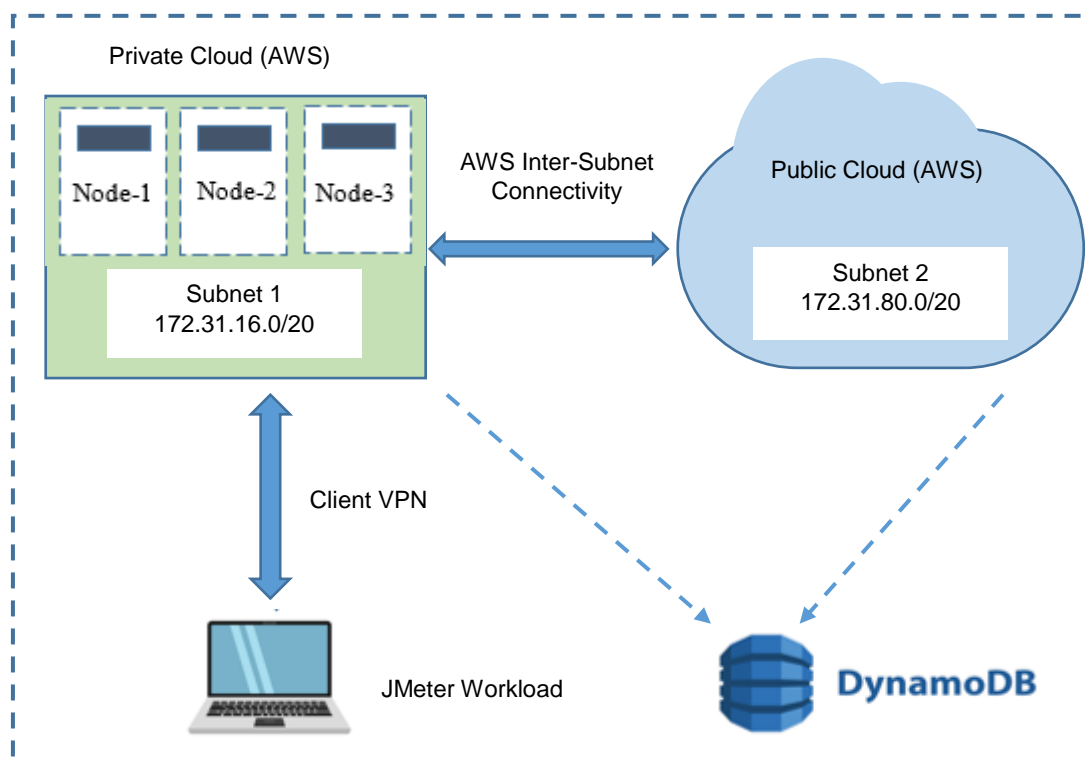 Private Cloud (AWS)
Node-1
Node-2
Node-3
Subnet 1
172.31.16.0/20
AWS Inter-Subnet
Connectivity
Public Cloud (AWS)
Subnet 2
172.31.80.0/20
Client VPN
JMeter Workload
DynamoDB